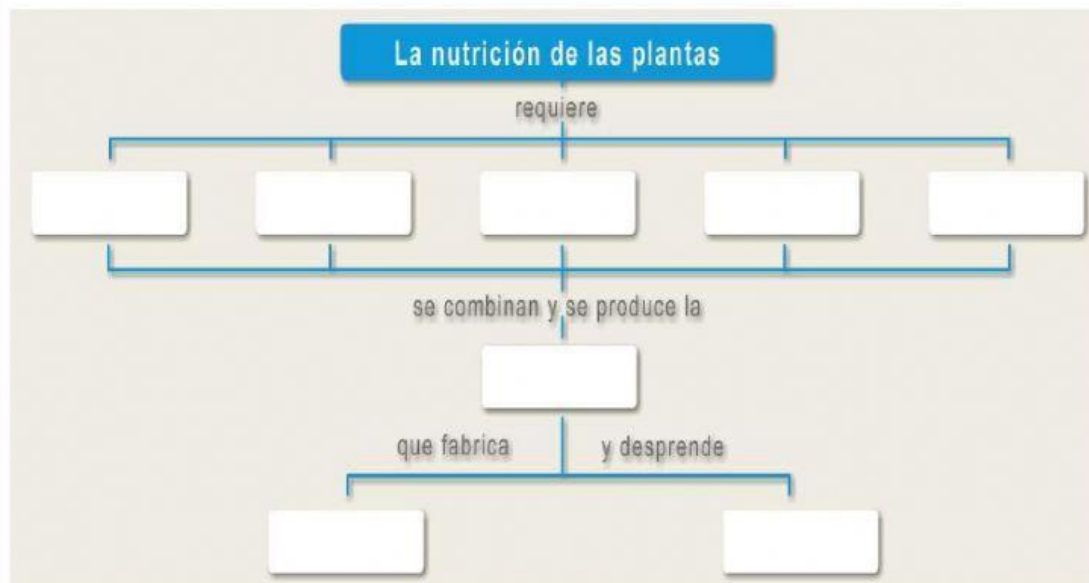 La nutrición de las plantas
requiere
se combinan y se produce la
que fabrica
y desprende